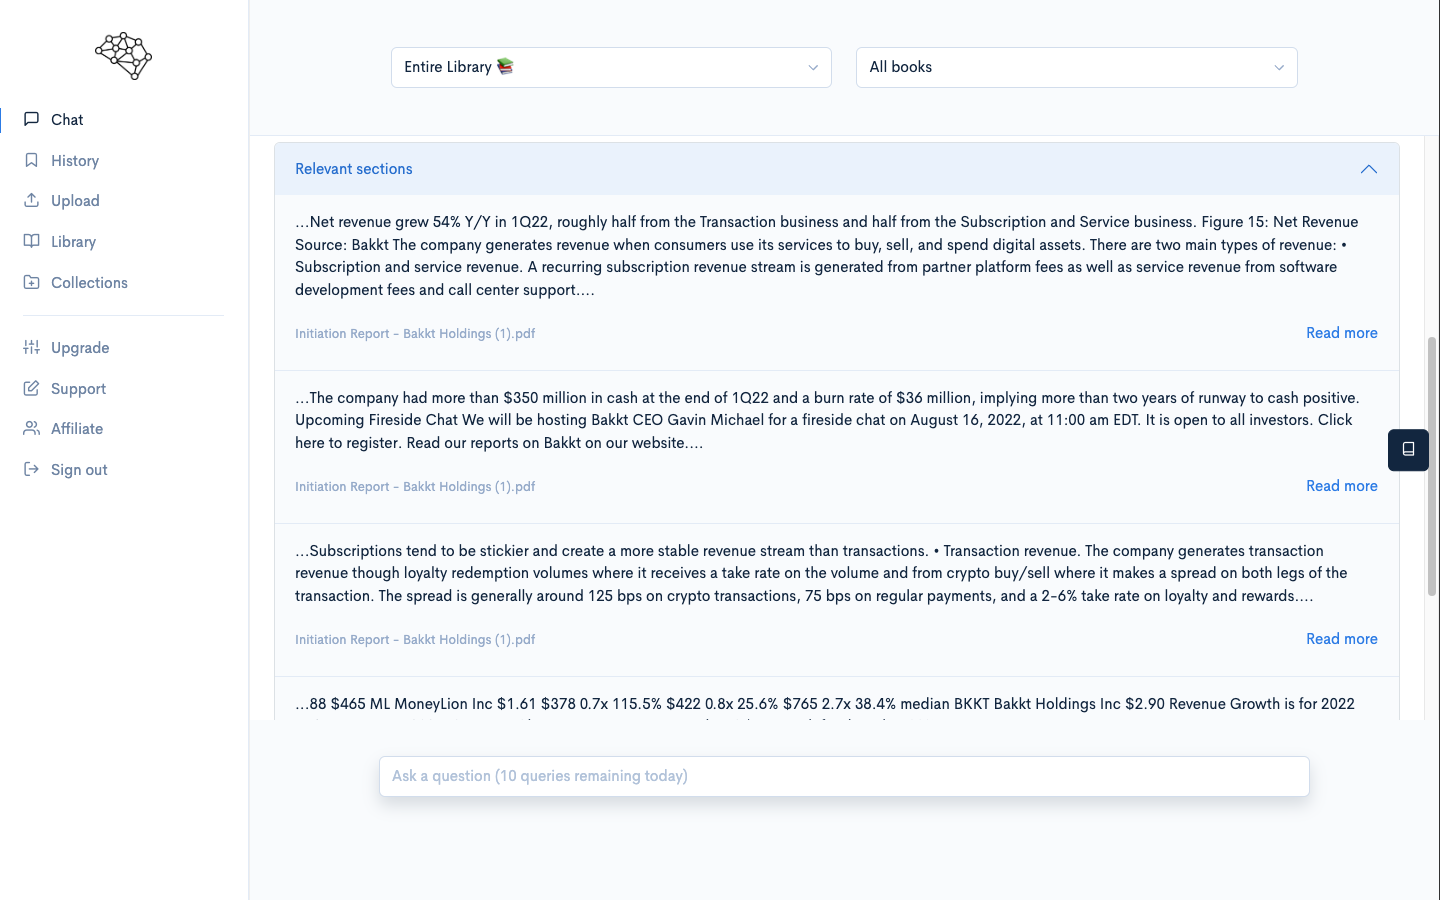 Entire Library
All books
Chat
History
Upload
Library
Collections
Upgrade
Support
Affiliate
Sign out
Relevant sections
...Net revenue grew 54% Y/Y in 1Q22, roughly half from the Transaction business and half from the Subscription and Service business. Figure 15: Net Revenue
Source: Bakkt The company generates revenue when consumers use its services to buy, sell, and spend digital assets. There are two main types of revenue: •
Subscription and service revenue. A recurring subscription revenue stream is generated from partner platform fees as well as service revenue from software
development fees and call center support....
Initiation Report - Bakkt Holdings (1).pdf
Read more
...The company had more than $350 million in cash at the end of 1Q22 and a burn rate of $36 million, implying more than two years of runway to cash positive.
Upcoming Fireside Chat We will be hosting Bakkt CEO Gavin Michael for a fireside chat on August 16, 2022, at 11:00 am EDT. It is open to all investors. Click
here to register. Read our reports on Bakkt on our website....
Initiation Report - Bakkt Holdings (1).pdf
Read more
...Subscriptions tend to be stickier and create a more stable revenue stream than transactions. • Transaction revenue. The company generates transaction
revenue though loyalty redemption volumes where it receives a take rate on the volume and from crypto buy/sell where it makes a spread on both legs of the
transaction. The spread is generally around 125 bps on crypto transactions, 75 bps on regular payments, and a 2-6% take rate on loyalty and rewards....
Initiation Report - Bakkt Holdings (1).pdf
Read more
...88 $465 ML MoneyLion Inc $1.61 $378 0.7x 115.5% $422 0.8x 25.6% $765 2.7x 38.4% median BKKT Bakkt Holdings Inc $2.90 Revenue Growth is for 2022
Ask a question (10 queries remaining today)